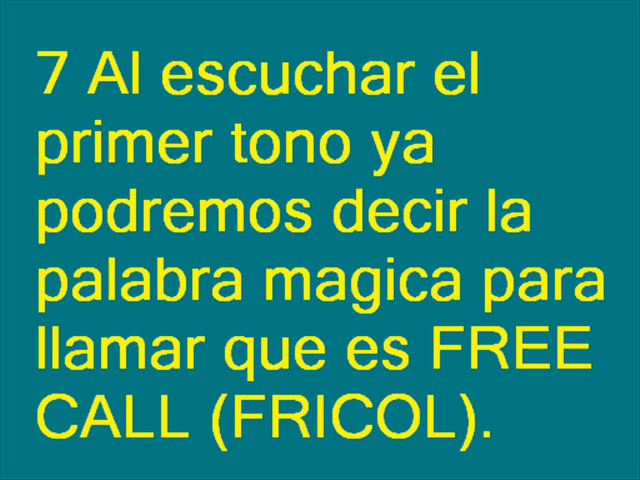 7 Al escuchar el
primer tono ya
podremos decir la
palabra magica para
llamar que es FREE
CALL (FRICOL).